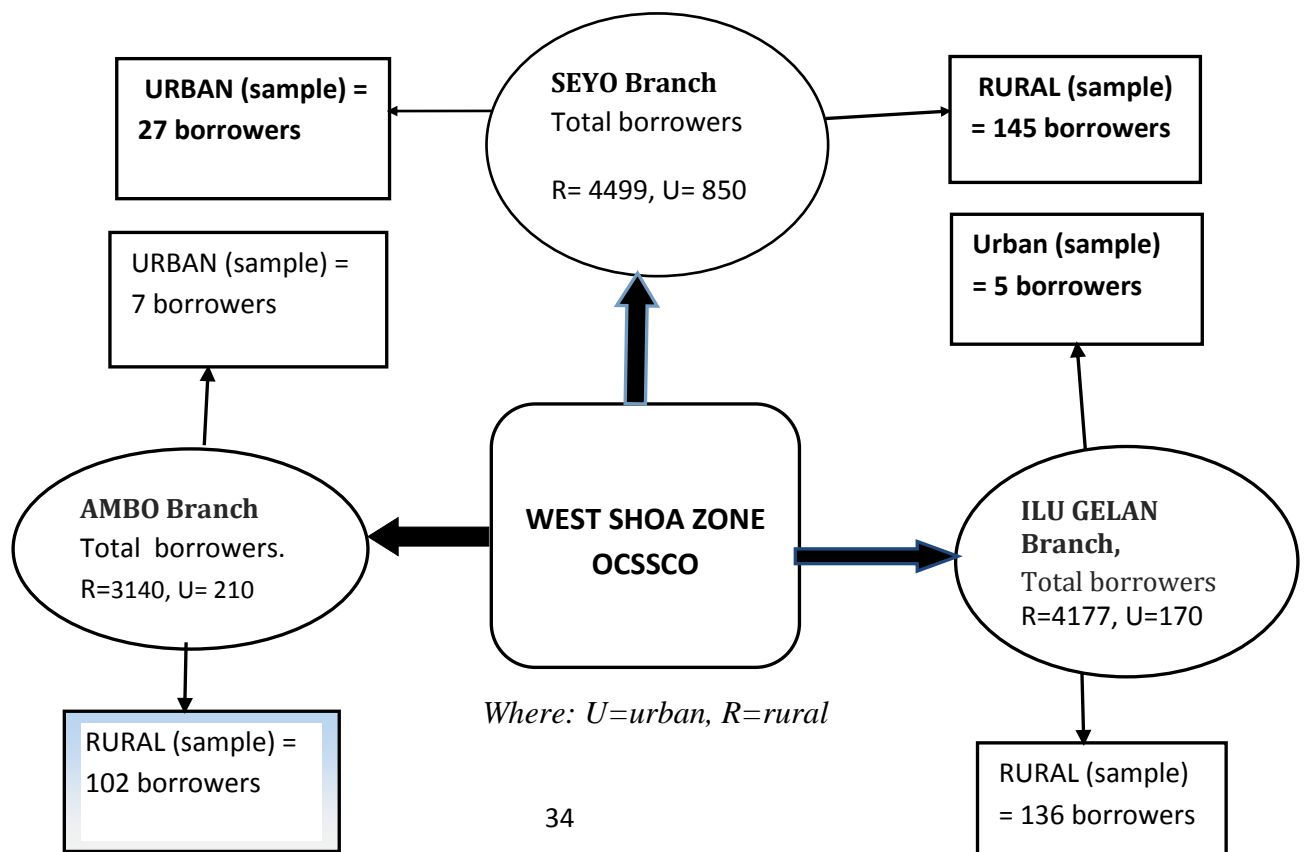 URBAN (sample) =
27 borrowers
SEYO Branch
Total borrowers
R= 4499, U= 850
RURAL (sample)
= 145 borrowers
URBAN (sample) =
7 borrowers
Urban (sample)
= 5 borrowers
AMBO Branch
Total borrowers.
R=3140, U= 210
WEST SHOA ZONE
OCSSCO
ILU GELAN
Branch,
Total borrowers
R=4177, U=170
Where: U=urban, R=rural
RURAL (sample) =
102 borrowers
RURAL (sample)
= 136 borrowers
34